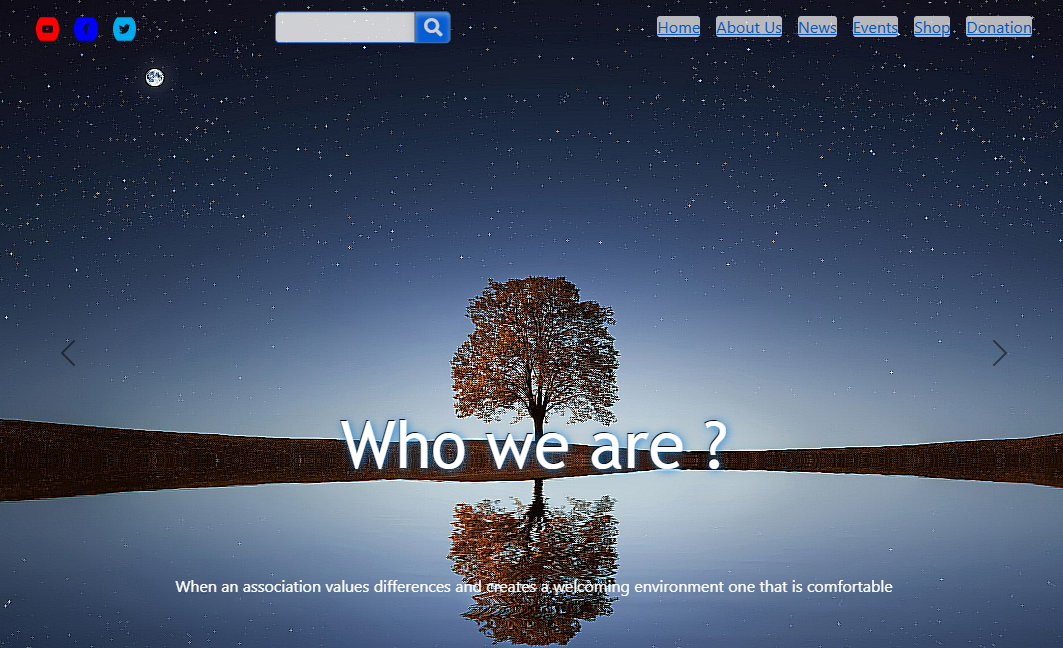 Home About Us News Events Shop Donation
Who we are ?
When an association values differences and creates a welcoming environment one that is comfortable